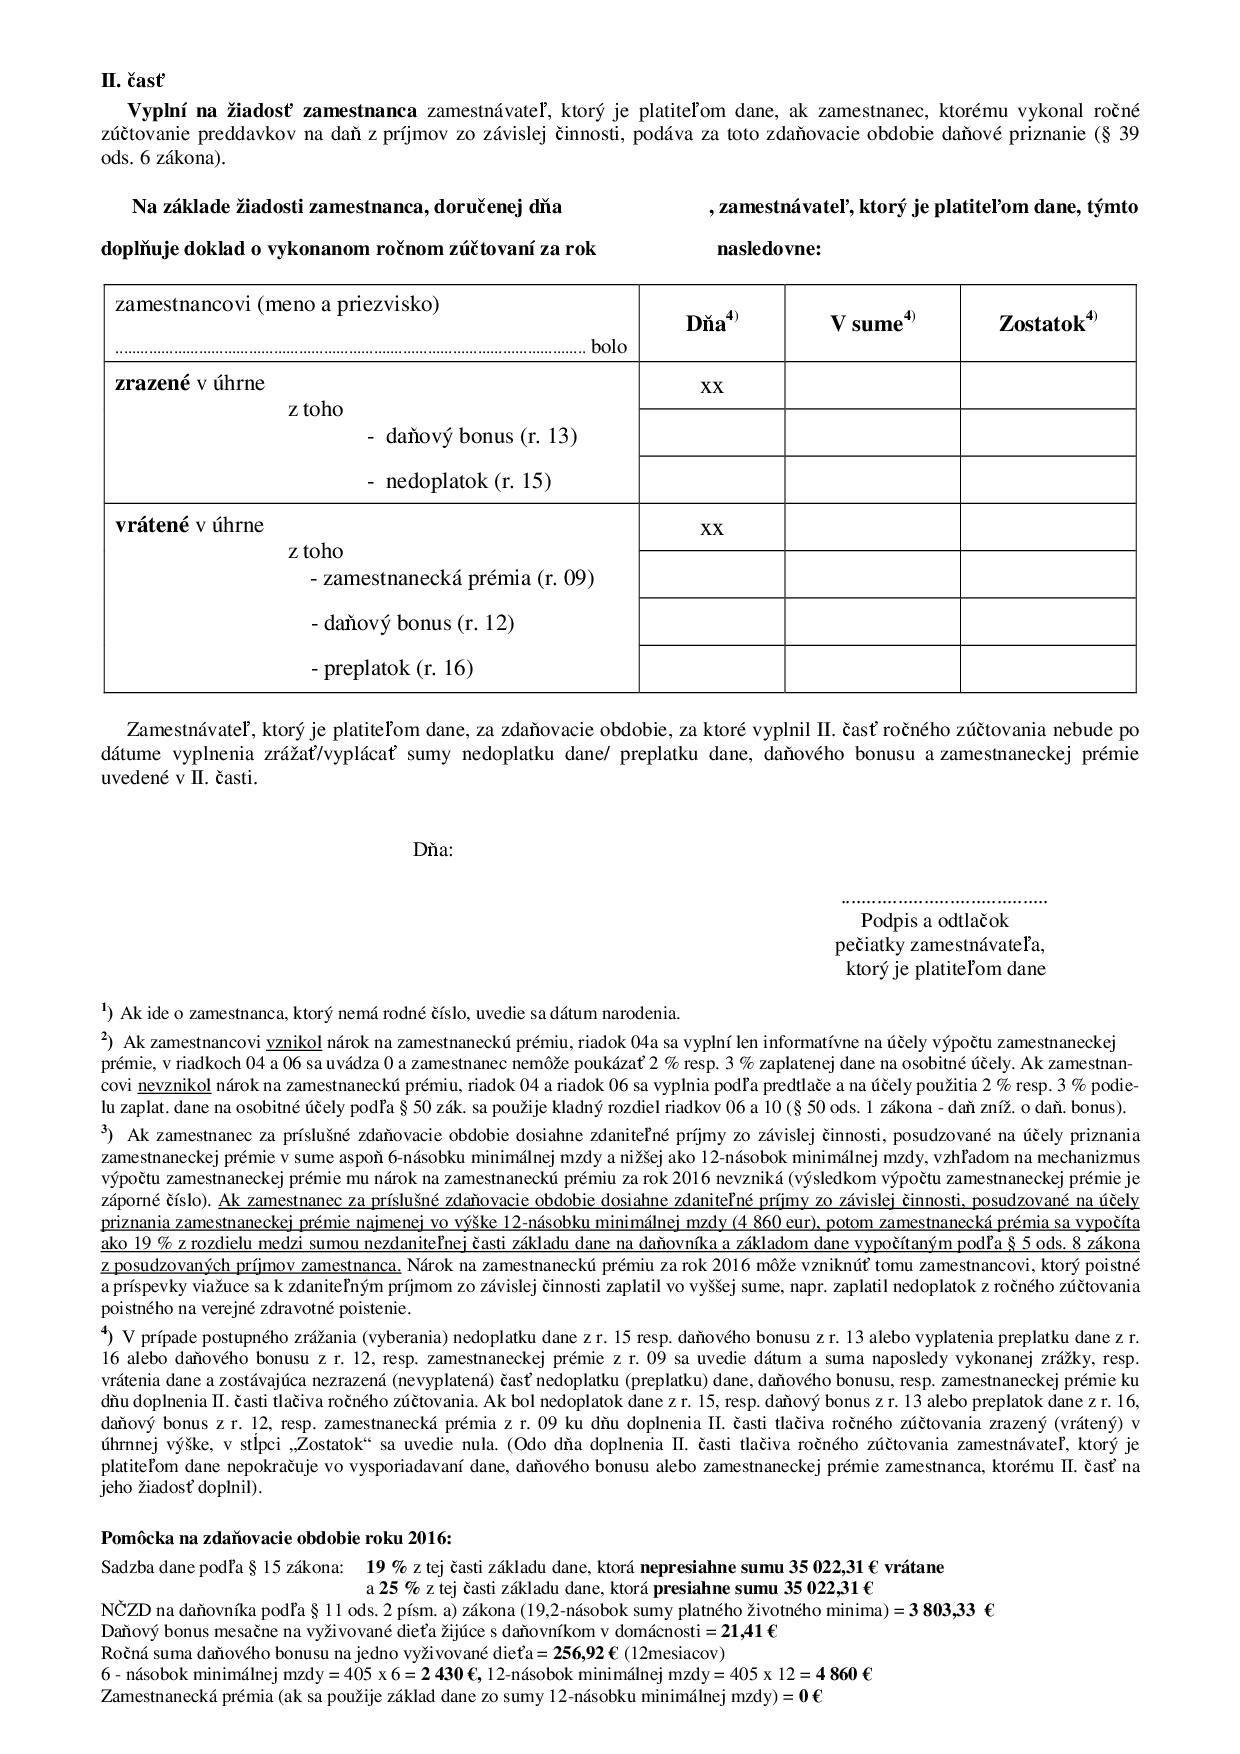 II. časť
Vyplní na žiadosť zamestnanca zamestnávateľ, ktorý je platiteľom dane, ak zamestnanec, ktorému vykonal ročné
zúčtovanie preddavkov na daň z príjmov zo závislej činnosti, podáva za toto zdaňovacie obdobie daňové priznanie (§ 39
ods. 6 zákona).
Na základe žiadosti zamestnanca, doručenej dňa , zamestnávateľ, ktorý je platiteľom dane, týmto
doplňuje doklad o vykonanom ročnom zúčtovaní za rok nasledovne:
zamestnancovi (meno a priezvisko)
Dňa4) V sume4) Zostatok4)
................................................................................................................ bolo
zrazené v úhrne xx
z toho
- daňový bonus (r. 13)
- nedoplatok (r. 15)
vrátené v úhrne xx
z toho
- zamestnanecká prémia (r. 09)
- daňový bonus (r. 12)
- preplatok (r. 16)
Zamestnávateľ, ktorý je platiteľom dane, za zdaňovacie obdobie, za ktoré vyplnil II. časť ročného zúčtovania nebude po
dátume vyplnenia zrážať/vyplácať sumy nedoplatku dane/ preplatku dane, daňového bonusu a zamestnaneckej prémie
uvedené v II. časti.
Dňa:
.......................................
Podpis a odtlačok
pečiatky zamestnávateľa,
ktorý je platiteľom dane
1) Ak ide o zamestnanca, ktorý nemá rodné číslo, uvedie sa dátum narodenia.
2) Ak zamestnancovi vznikol nárok na zamestnaneckú prémiu, riadok 04a sa vyplní len informatívne na účely výpočtu zamestnaneckej
prémie, v riadkoch 04 a 06 sa uvádza 0 a zamestnanec nemôže poukázať 2 % resp. 3 % zaplatenej dane na osobitné účely. Ak zamestnan-
covi nevznikol nárok na zamestnaneckú prémiu, riadok 04 a riadok 06 sa vyplnia podľa predtlače a na účely použitia 2 % resp. 3 % podie-
lu zaplat. dane na osobitné účely podľa § 50 zák. sa použije kladný rozdiel riadkov 06 a 10 (§ 50 ods. 1 zákona - daň zníž. o daň. bonus).
3) Ak zamestnanec za príslušné zdaňovacie obdobie dosiahne zdaniteľné príjmy zo závislej činnosti, posudzované na účely priznania
zamestnaneckej prémie v sume aspoň 6-násobku minimálnej mzdy a nižšej ako 12-násobok minimálnej mzdy, vzhľadom na mechanizmus
výpočtu zamestnaneckej prémie mu nárok na zamestnaneckú prémiu za rok 2016 nevzniká (výsledkom výpočtu zamestnaneckej prémie je
záporné číslo). Ak zamestnanec za príslušné zdaňovacie obdobie dosiahne zdaniteľné príjmy zo závislej činnosti, posudzované na účely
priznania zamestnaneckej prémie najmenej vo výške 12-násobku minimálnej mzdy (4 860 eur), potom zamestnanecká prémia sa vypočíta
ako 19 % z rozdielu medzi sumou nezdaniteľnej časti základu dane na daňovníka a základom dane vypočítaným podľa § 5 ods. 8 zákona
z posudzovaných príjmov zamestnanca. Nárok na zamestnaneckú prémiu za rok 2016 môže vzniknúť tomu zamestnancovi, ktorý poistné
a príspevky viažuce sa k zdaniteľným príjmom zo závislej činnosti zaplatil vo vyššej sume, napr. zaplatil nedoplatok z ročného zúčtovania
poistného na verejné zdravotné poistenie.
4) V prípade postupného zrážania (vyberania) nedoplatku dane z r. 15 resp. daňového bonusu z r. 13 alebo vyplatenia preplatku dane z r.
16 alebo daňového bonusu z r. 12, resp. zamestnaneckej prémie z r. 09 sa uvedie dátum a suma naposledy vykonanej zrážky, resp.
vrátenia dane a zostávajúca nezrazená (nevyplatená) časť nedoplatku (preplatku) dane, daňového bonusu, resp. zamestnaneckej prémie ku
dňu doplnenia II. časti tlačiva ročného zúčtovania. Ak bol nedoplatok dane z r. 15, resp. daňový bonus z r. 13 alebo preplatok dane z r. 16,
daňový bonus z r. 12, resp. zamestnanecká prémia z r. 09 ku dňu doplnenia II. časti tlačiva ročného zúčtovania zrazený (vrátený) v
úhrnnej výške, v stĺpci „Zostatok“ sa uvedie nula. (Odo dňa doplnenia II. časti tlačiva ročného zúčtovania zamestnávateľ, ktorý je
platiteľom dane nepokračuje vo vysporiadavaní dane, daňového bonusu alebo zamestnaneckej prémie zamestnanca, ktorému II. časť na
jeho žiadosť doplnil).
Pomôcka na zdaňovacie obdobie roku 2016:
Sadzba dane podľa § 15 zákona: 19 % z tej časti základu dane, ktorá nepresiahne sumu 35 022,31 € vrátane
a 25 % z tej časti základu dane, ktorá presiahne sumu 35 022,31 €
NČZD na daňovníka podľa § 11 ods. 2 písm. a) zákona (19,2-násobok sumy platného životného minima) = 3 803,33 €
Daňový bonus mesačne na vyživované dieťa žijúce s daňovníkom v domácnosti = 21,41 €
Ročná suma daňového bonusu na jedno vyživované dieťa = 256,92 € (12mesiacov)
6 - násobok minimálnej mzdy = 405 x 6 = 2 430 €, 12-násobok minimálnej mzdy = 405 x 12 = 4 860 €
Zamestnanecká prémia (ak sa použije základ dane zo sumy 12-násobku minimálnej mzdy) = 0 €